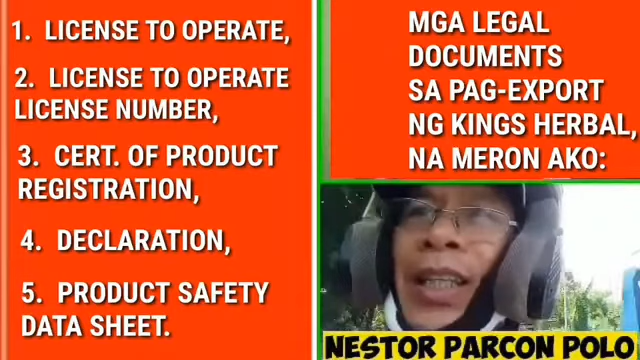 1. LICENSE TO OPERATE,
2. LICENSE TO OPERATE
LICENSE NUMBER,
3. CERT. OF PRODUCT
REGISTRATION,
4. DECLARATION,
5. PRODUCT SAFETY
DATA SHEET.
MGA LEGAL
DOCUMENTS
SA PAG-EXPORT
NG KINGS HERBAL,
NA MERON AKO:
NESTOR PARCON POLO